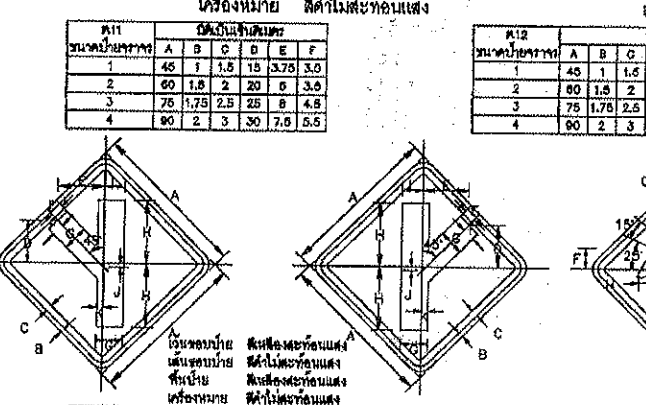 เครื่องหมาย สีดำไม่สะท้อนแสง
ต.11 มิติเป็นเซ็นติเมตร
ขนาดป้ายจราจร A B C D E F
1 45 1 1.5 15 3.75 3.0
2 60 1.5 2 20 5 3.5
3 75 1.75 2.5 25 6 4.5
4 90 2 3 30 7.5 5.5
ต.12
ขนาดป้ายจราจร A B C
1 45 1 1.5
2 60 1.5 2
3 75 1.75 2.5
4 90 2 3
A
H
H
J
G
C
B
A
A
H
H
J
G
C
B
A
15°
25
F
H
เว้นขอบป้าย สีเหลืองสะท้อนแสง
เส้นขอบป้าย สีดำไม่สะท้อนแสง
พื้นป้าย สีเหลืองสะท้อนแสง
เครื่องหมาย สีดำไม่สะท้อนแสง